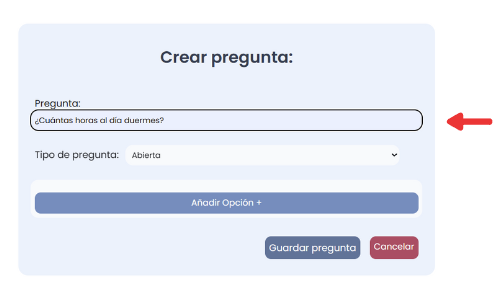 Crear pregunta:
Pregunta:
¿Cuántas horas al día duermes?
Tipo de pregunta: Abierta
Añadir Opción +
Guardar pregunta Cancelar